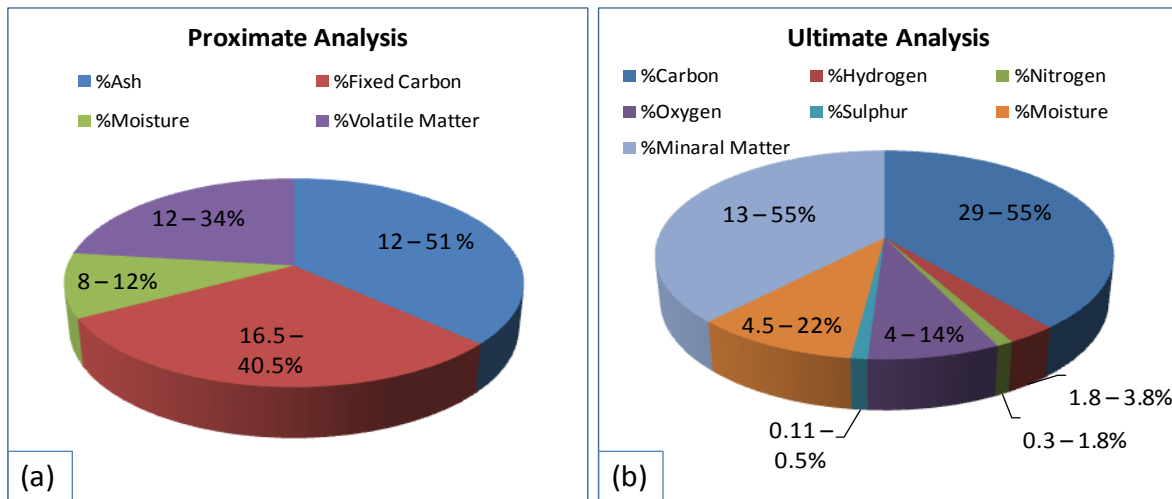 Proximate Analysis
%Ash
%Fixed Carbon
%Moisture
%Volatile Matter
12 – 34%
12 – 51 %
8 – 12%
16.5 –
40.5%
(a)
Ultimate Analysis
%Carbon
%Hydrogen
%Nitrogen
%Oxygen
%Sulphur
%Moisture
%Minaral Matter
13 – 55%
29 – 55%
4.5 – 22%
4 – 14%
1.8 – 3.8%
0.11 –
0.5%
0.3 – 1.8%
(b)